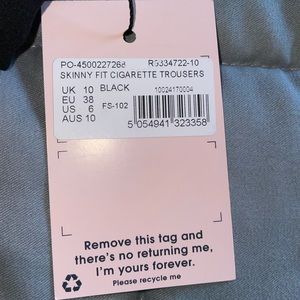 PO-4500227268 R9334722-10
SKINNY FIT CIGARETTE TROUSERS
UK 10 BLACK 10024170004
EU 38
US 6 FS-102
AUS 10
5 054941 323358
Remove this tag and
there's no returning me,
I'm yours forever.
Please recycle me